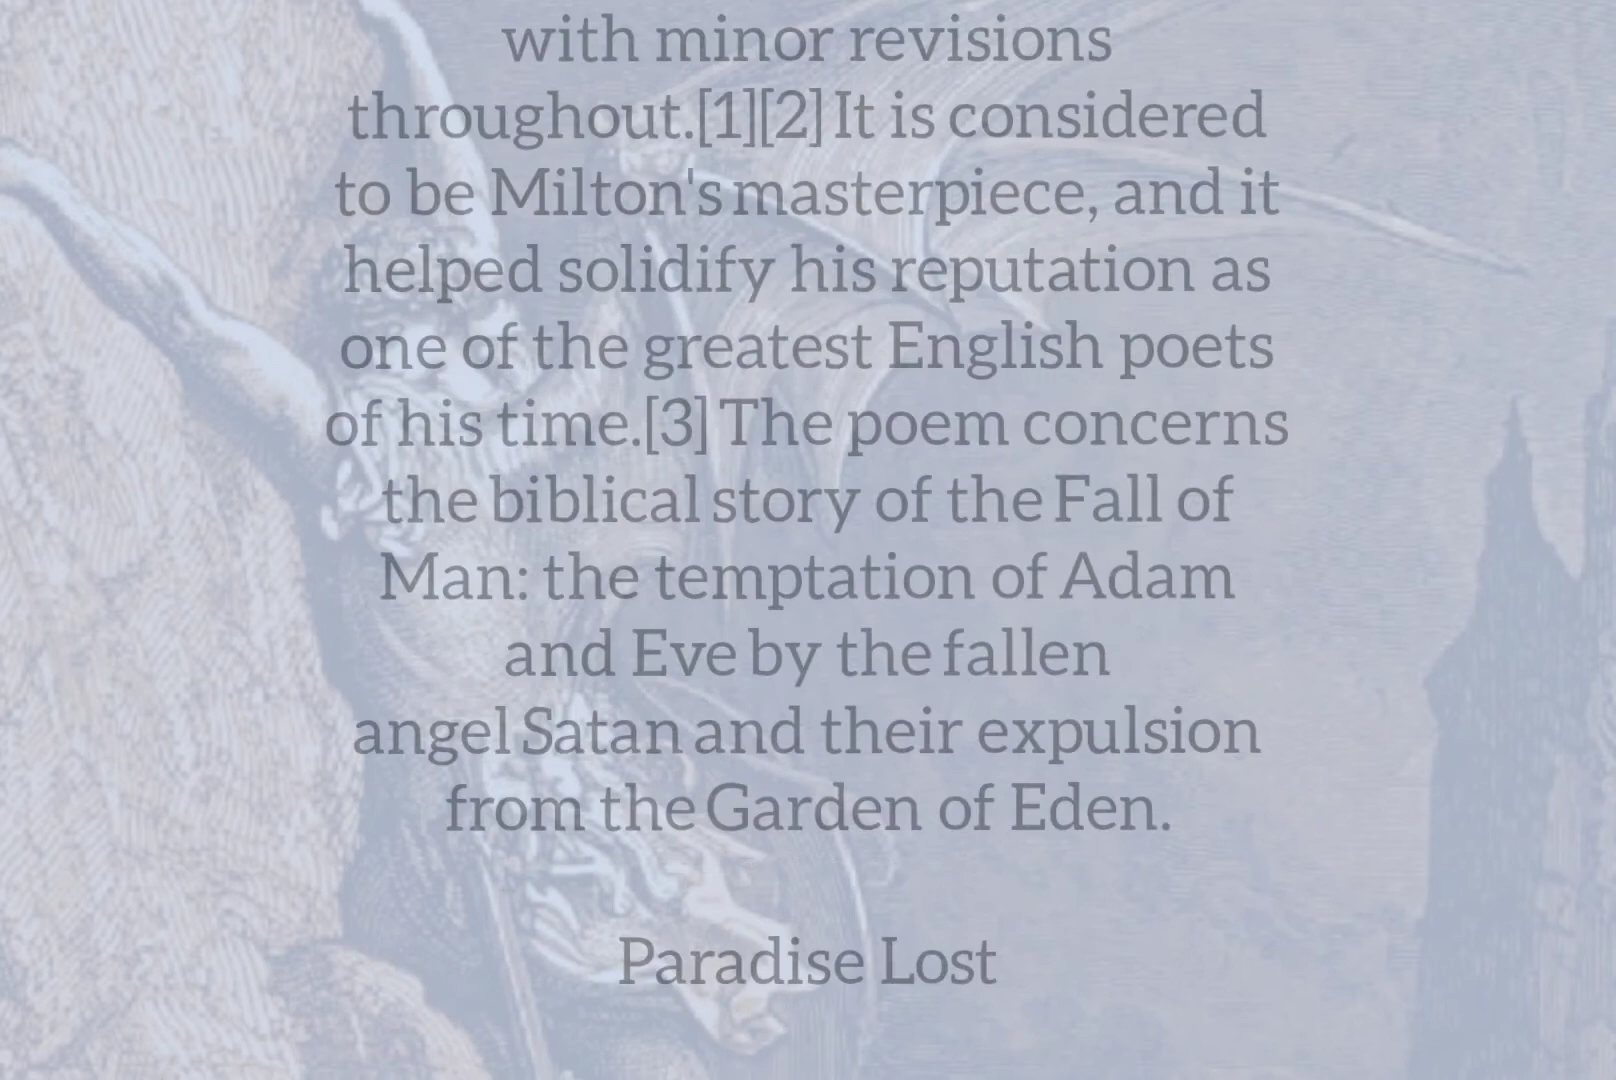 with minor revisions
throughout.[1][2] It is considered
to be Milton's masterpiece, and it
helped solidify his reputation as
one of the greatest English poets
of his time.[3] The poem concerns
the biblical story of the Fall of
Man: the temptation of Adam
and Eve by the fallen
angel Satan and their expulsion
from the Garden of Eden.
Paradise Lost